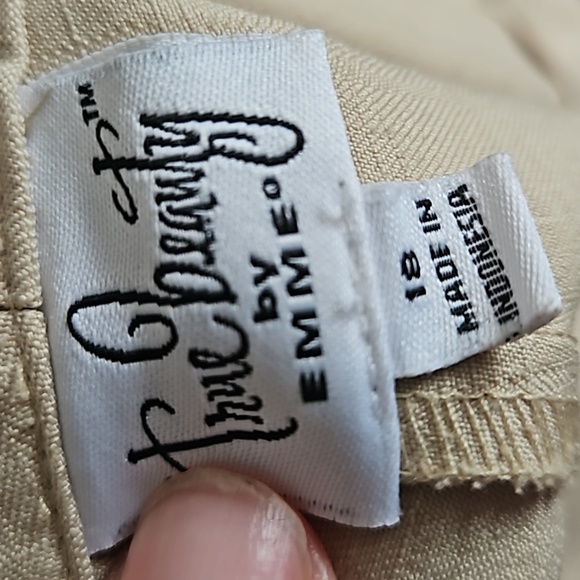 True Beauty™
by
EMME®
18
MADE IN
INDONESIA